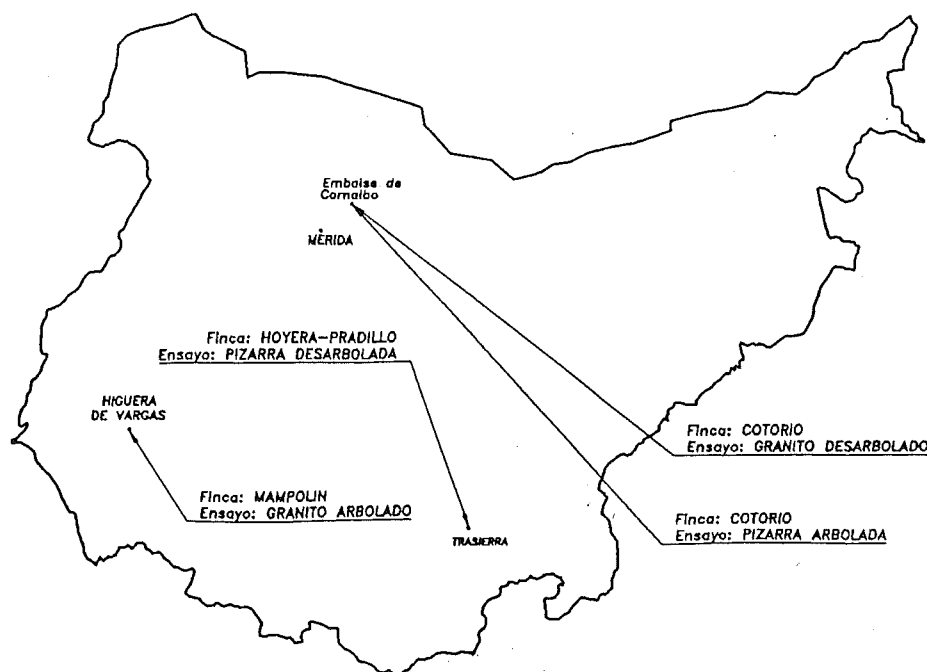 Embalse de
Cornalbo
MÉRIDA
Finca: HOYERA-PRADILLO
Ensayo: PIZARRA DESARBOLADA
HIGUERA
DE VARGAS
Finca: COTORIO
Ensayo: GRANITO DESARBOLADO
Finca: MAMPOLIN
Ensayo: GRANITO ARBOLADO
Finca: COTORIO
Ensayo: PIZARRA ARBOLADA
TRASIERRA